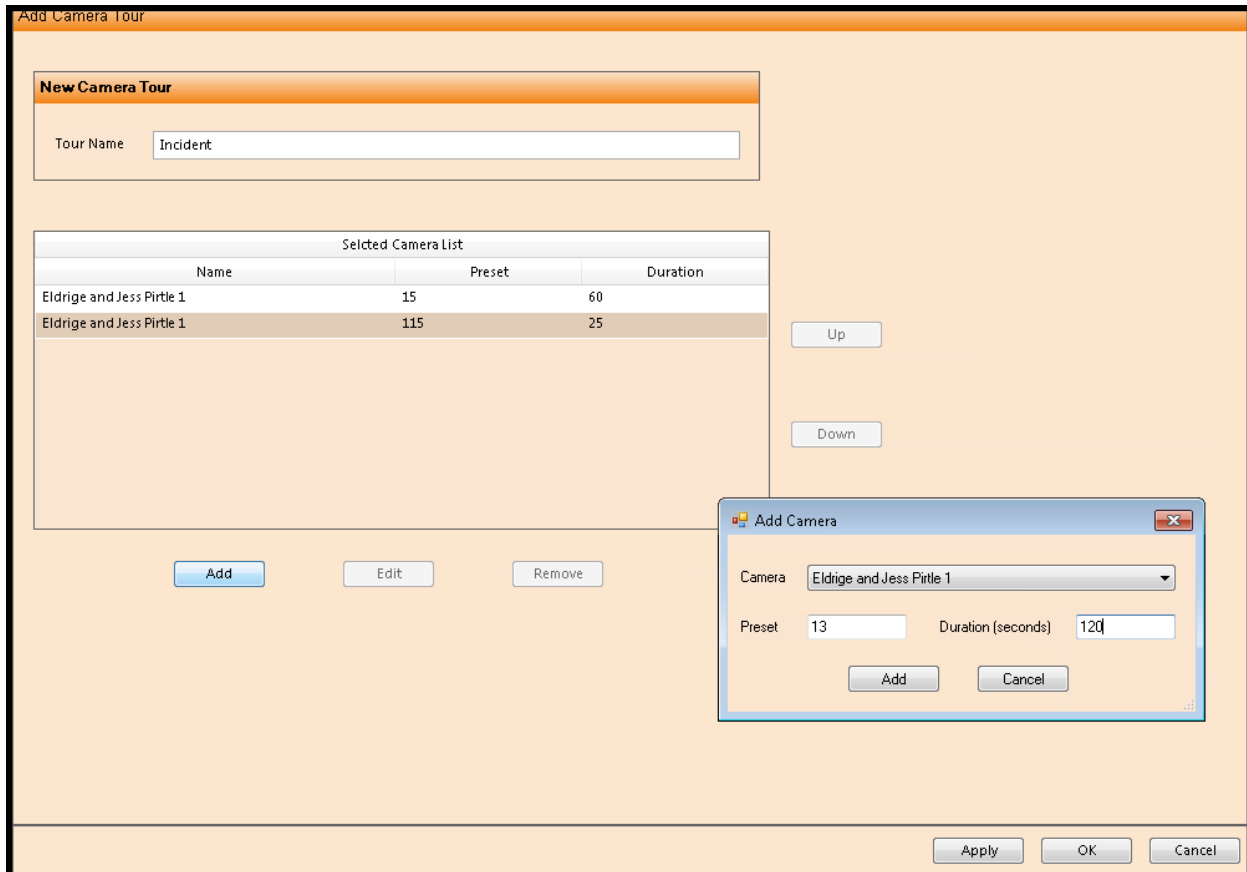 Add Camera Tour
New Camera Tour
Tour Name Incident
Selcted Camera List
Name Preset Duration
Eldrige and Jess Pirtle 1 15 60
Eldrige and Jess Pirtle 1 115 25
Up
Down
Add Edit Remove
Add Camera
Camera Eldrige and Jess Pirtle 1
Preset 13 Duration (seconds) 120
Add Cancel
Apply OK Cancel